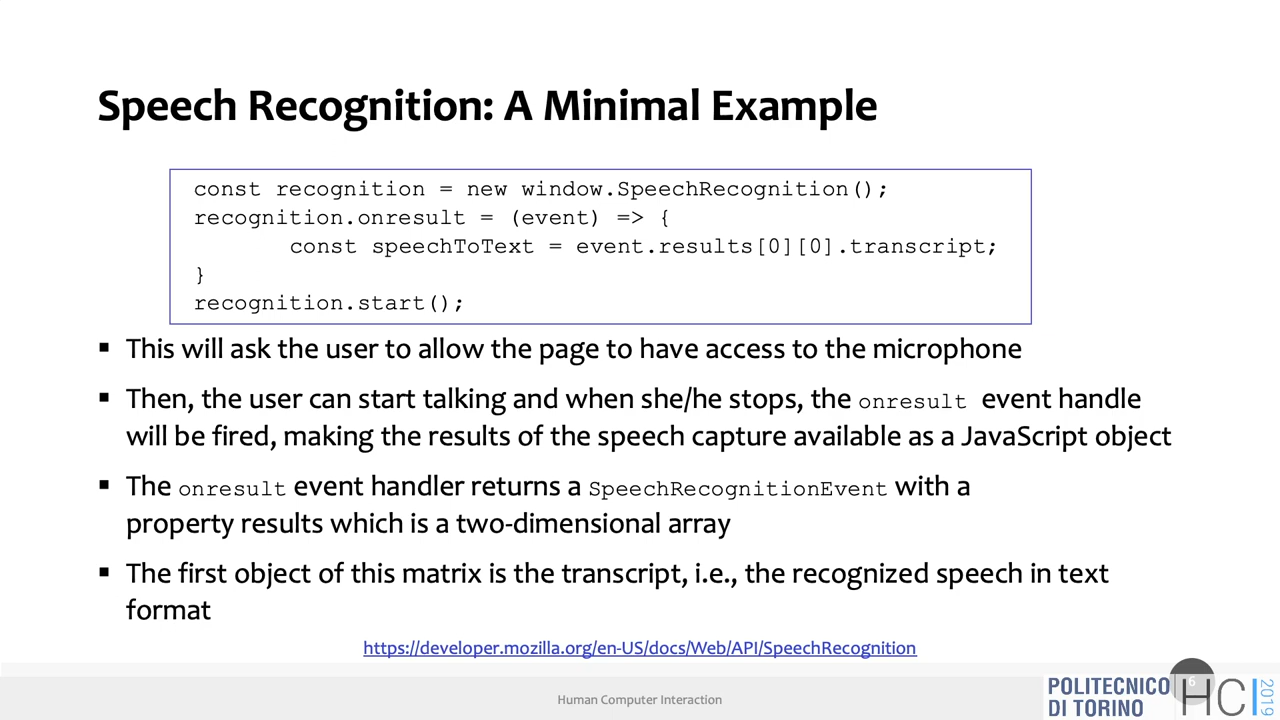 Speech Recognition: A Minimal Example
const recognition = new window.SpeechRecognition();
recognition.onresult = (event) => {
const speechToText = event.results[0][0].transcript;
}
recognition.start();
▪ This will ask the user to allow the page to have access to the microphone
▪ Then, the user can start talking and when she/he stops, the onresult event handle
will be fired, making the results of the speech capture available as a JavaScript object
▪ The onresult event handler returns a SpeechRecognitionEvent with a
property results which is a two-dimensional array
▪ The first object of this matrix is the transcript, i.e., the recognized speech in text
format
https://developer.mozilla.org/en-US/docs/Web/API/SpeechRecognition
Human Computer Interaction
6
POLITECNICO
DI TORINO
HCI
2019